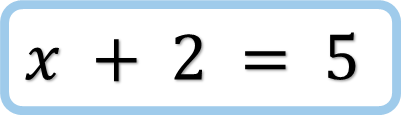 x + 2 = 5